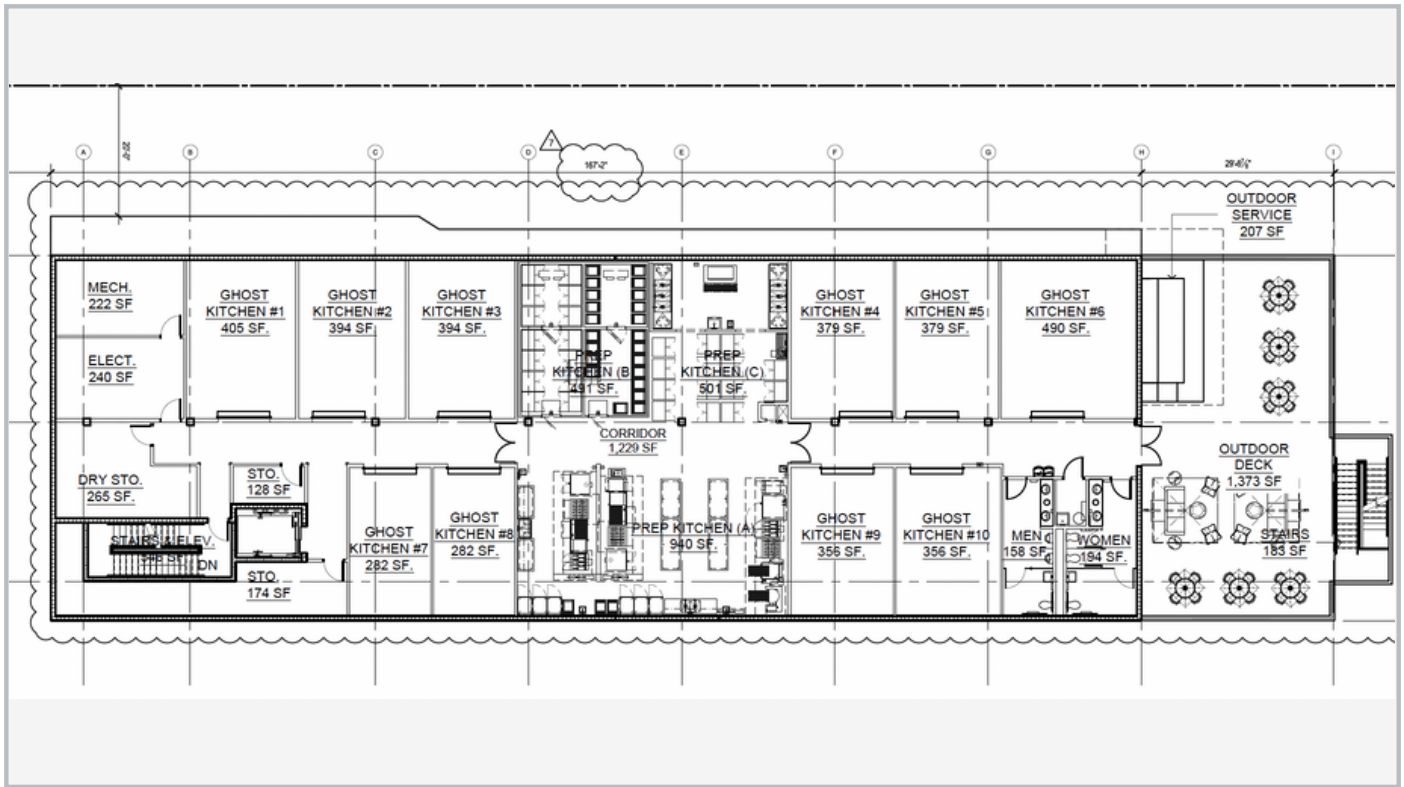 7
20'-0"
A
B
C
D
E
F
G
H
I
167'-2"
OUTDOOR
SERVICE
207 SF
MECH.
222 SF
GHOST
KITCHEN #1
405 SF.
GHOST
KITCHEN #2
394 SF.
GHOST
KITCHEN #3
394 SF.
GHOST
KITCHEN #4
379 SF.
GHOST
KITCHEN #5
379 SF.
GHOST
KITCHEN #6
490 SF.
ELECT.
240 SF
PREP
KITCHEN (B
491 SF.
PREP
KITCHEN (C)
501 SF.
CORRIDOR
1,229 SF
DRY STO.
265 SF.
STO.
128 SF
OUTDOOR
DECK
1,373 SF
GHOST
KITCHEN #7
282 SF.
GHOST
KITCHEN #8
282 SF.
PREP KITCHEN (A)
940 SF.
GHOST
KITCHEN #9
356 SF.
GHOST
KITCHEN #10
356 SF.
MEN
158 SF.
WOMEN
194 SF.
STAIRS
183 SF
STAIRS & ELEV.
DN
STO.
174 SF